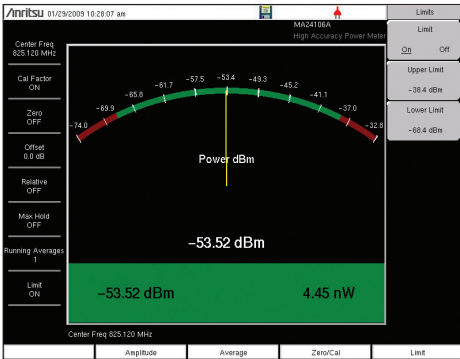 Anritsu 01/29/2009 10:28:07 am
MA24106A
High Accuracy Power Meter
Center Freq
825.120 MHz
Cal Factor
ON
Zero
OFF
Offset
0.0 dB
Relative
OFF
Max Hold
OFF
Running Averages
1
Limit
ON
-74.0
-69.9
-65.8
-61.7
-57.5
-53.4
-49.3
-45.2
-41.1
-37.0
-32.8
Power dBm
-53.52 dBm
-53.52 dBm 4.45 nW
Center Freq 825.120 MHz
Limits
Limit
On Off
Upper Limit
-38.4 dBm
Lower Limit
-68.4 dBm
Amplitude Average Zero/Cal Limit